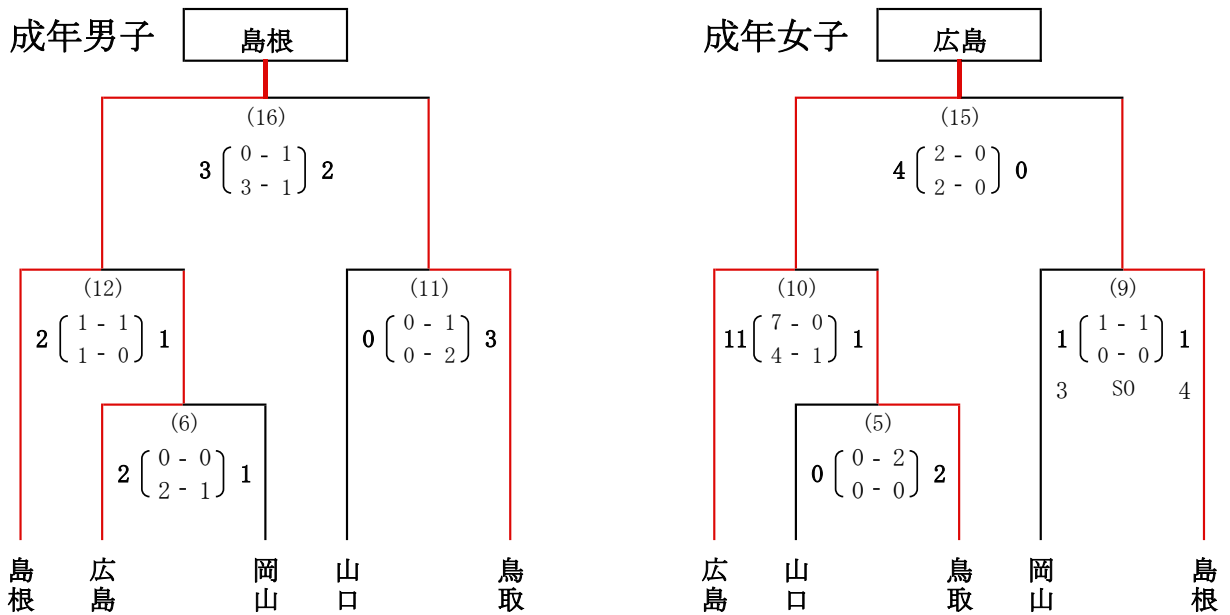 成年男子
島根
(16)
3 0 - 1 2
3 - 1
(12)
2 1 - 1 1
1 - 0
(11)
0 0 - 1 3
0 - 2
(6)
2 0 - 0 1
2 - 1
島根
広島
岡山
山口
鳥取
成年女子
広島
(15)
4 2 - 0 0
2 - 0
(10)
11 7 - 0 1
4 - 1
(9)
1 1 - 1 1
0 - 0
3 SO 4
(5)
0 0 - 2 2
0 - 0
広島
山口
鳥取
岡山
島根